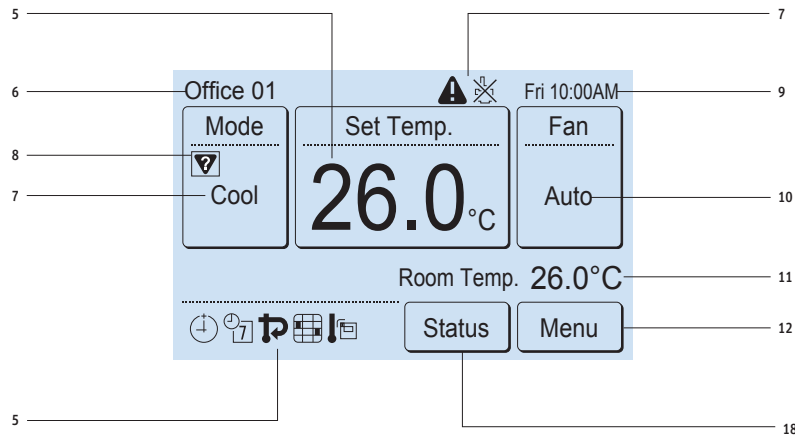 5 7
6 Office 01 Fri 10:00AM 9
Mode Set Temp. Fan
8 ?
7 Cool 26.0°C Auto 10
Room Temp. 26.0°C 11
7 Status Menu 12
5 18